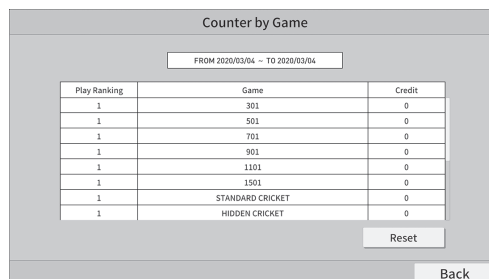 Counter by Game
FROM 2020/03/04 ~ TO 2020/03/04
Play Ranking Game Credit
1 301 0
1 501 0
1 701 0
1 901 0
1 1101 0
1 1501 0
1 STANDARD CRICKET 0
1 HIDDEN CRICKET 0
Reset
Back